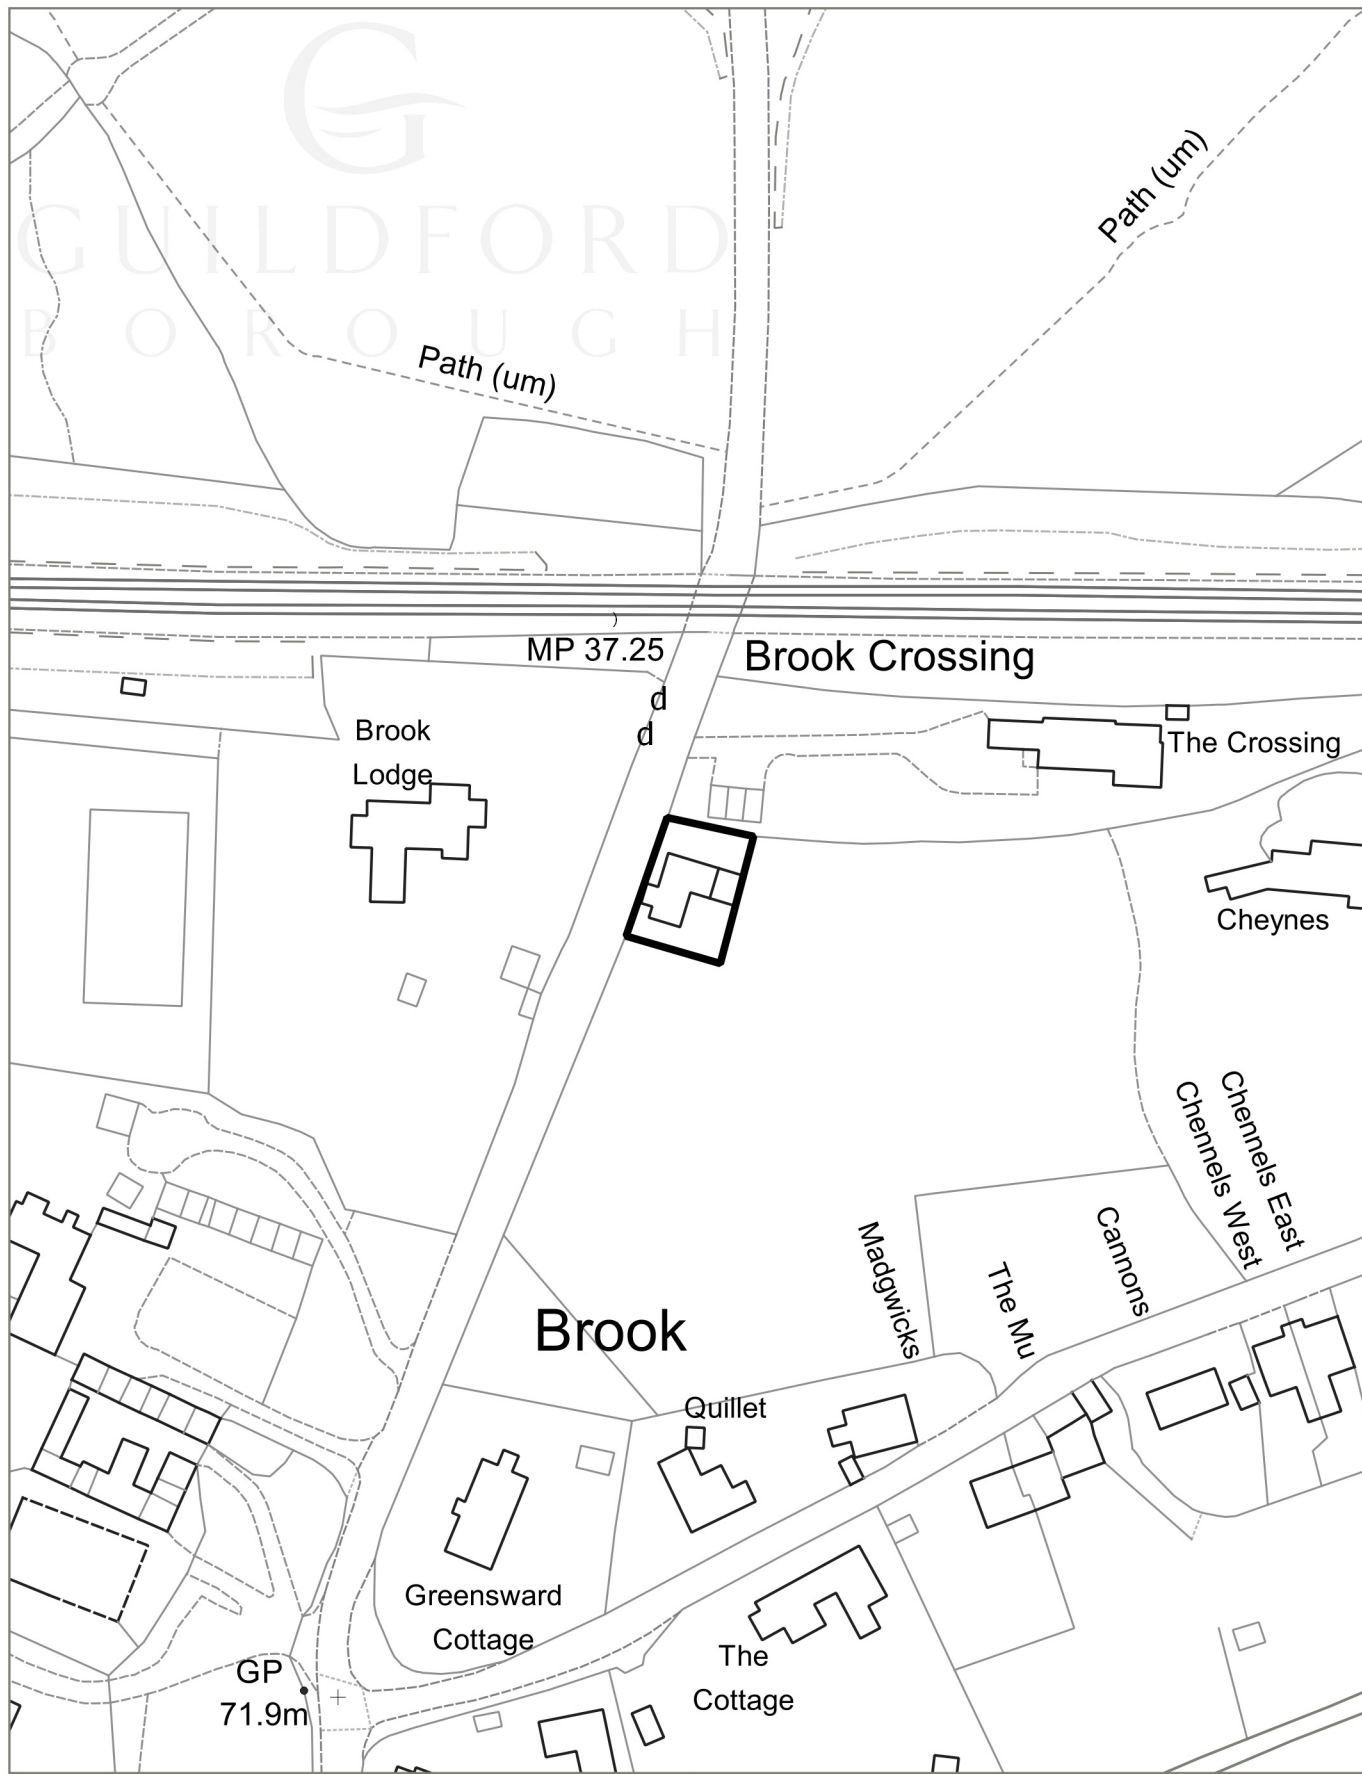 GUILDFORD
BOROUGH
Path (um)
Path (um)
MP 37.25
Brook Crossing
d
d
Brook
Lodge
The Crossing
Cheynes
Chennels East
Chennels West
Cannons
The Mu
Madgwicks
Brook
Quillet
Greensward
Cottage
The
Cottage
GP
71.9m